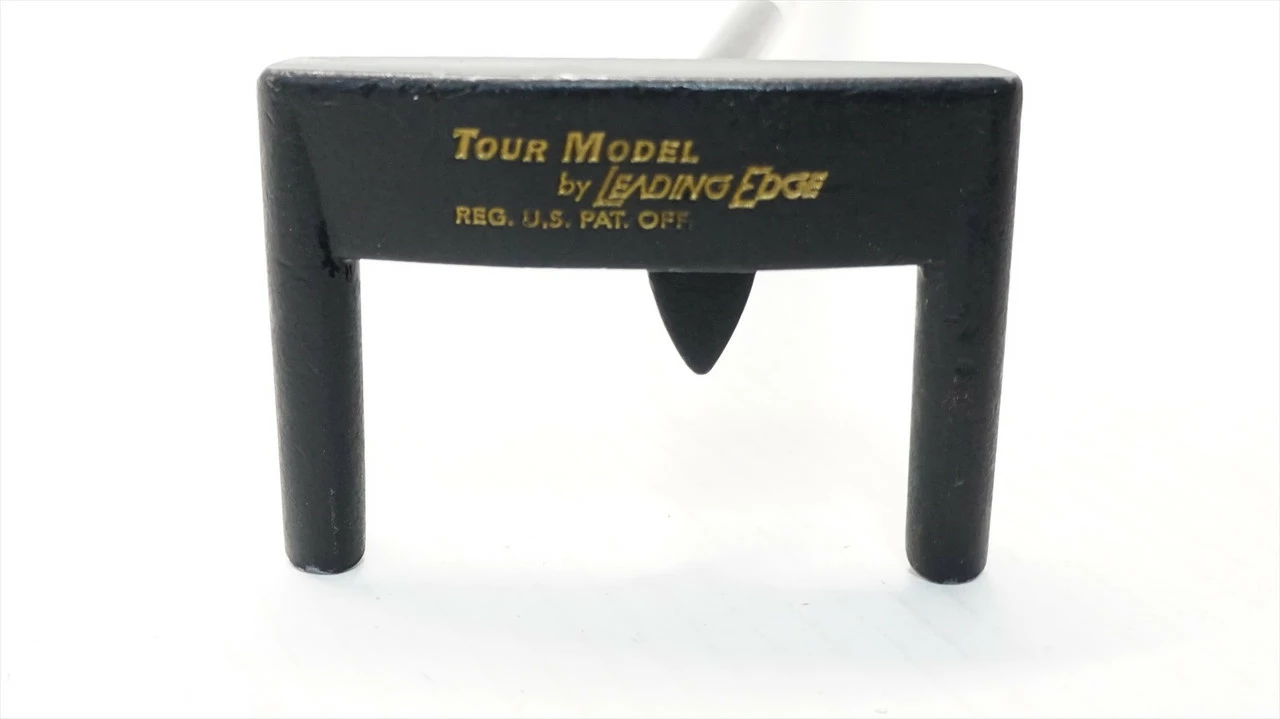 TOUR MODEL
by LEADING EDGE
REG. U.S. PAT. OFF.